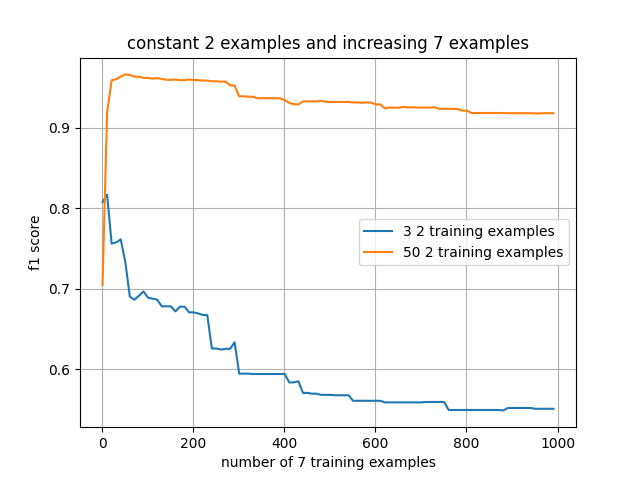 constant 2 examples and increasing 7 examples
f1 score
0.9
0.8
0.7
0.6
3 2 training examples
50 2 training examples
0 200 400 600 800 1000
number of 7 training examples